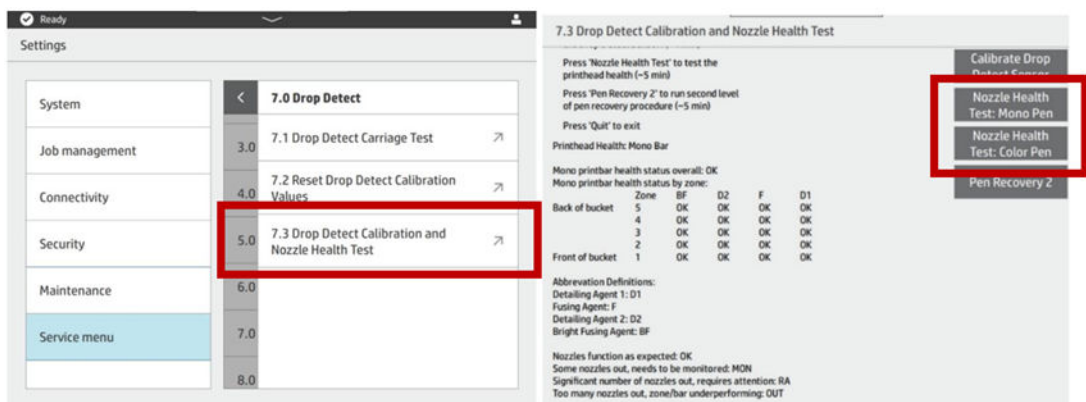 Ready
Settings
System
Job management
Connectivity
Security
Maintenance
Service menu
7.0 Drop Detect
3.0
4.0
5.0
6.0
7.0
8.0
7.1 Drop Detect Carriage Test
7.2 Reset Drop Detect Calibration
Values
7.3 Drop Detect Calibration and
Nozzle Health Test
7.3 Drop Detect Calibration and Nozzle Health Test
Press 'Nozzle Health Test' to test the
printhead health (~5 min)
Press 'Pen Recovery 2' to run second level
of pen recovery procedure (~5 min)
Press 'Quit' to exit
Printhead Health: Mono Bar
Mono printbar health status overall: OK
Mono printbar health status by zone:
Zone BF D2 F D1
Back of bucket 5 OK OK OK OK
4 OK OK OK OK
3 OK OK OK OK
2 OK OK OK OK
Front of bucket 1 OK OK OK OK
Abbrevation Definitions:
Detailing Agent 1: D1
Fusing Agent: F
Detailing Agent 2: D2
Bright Fusing Agent: BF
Nozzles function as expected: OK
Some nozzles out, needs to be monitored: MON
Significant number of nozzles out, requires attention: RA
Too many nozzles out, zone/bar underperforming: OUT
Calibrate Drop
Detect Sensor
Nozzle Health
Test: Mono Pen
Nozzle Health
Test: Color Pen
Pen Recovery 2